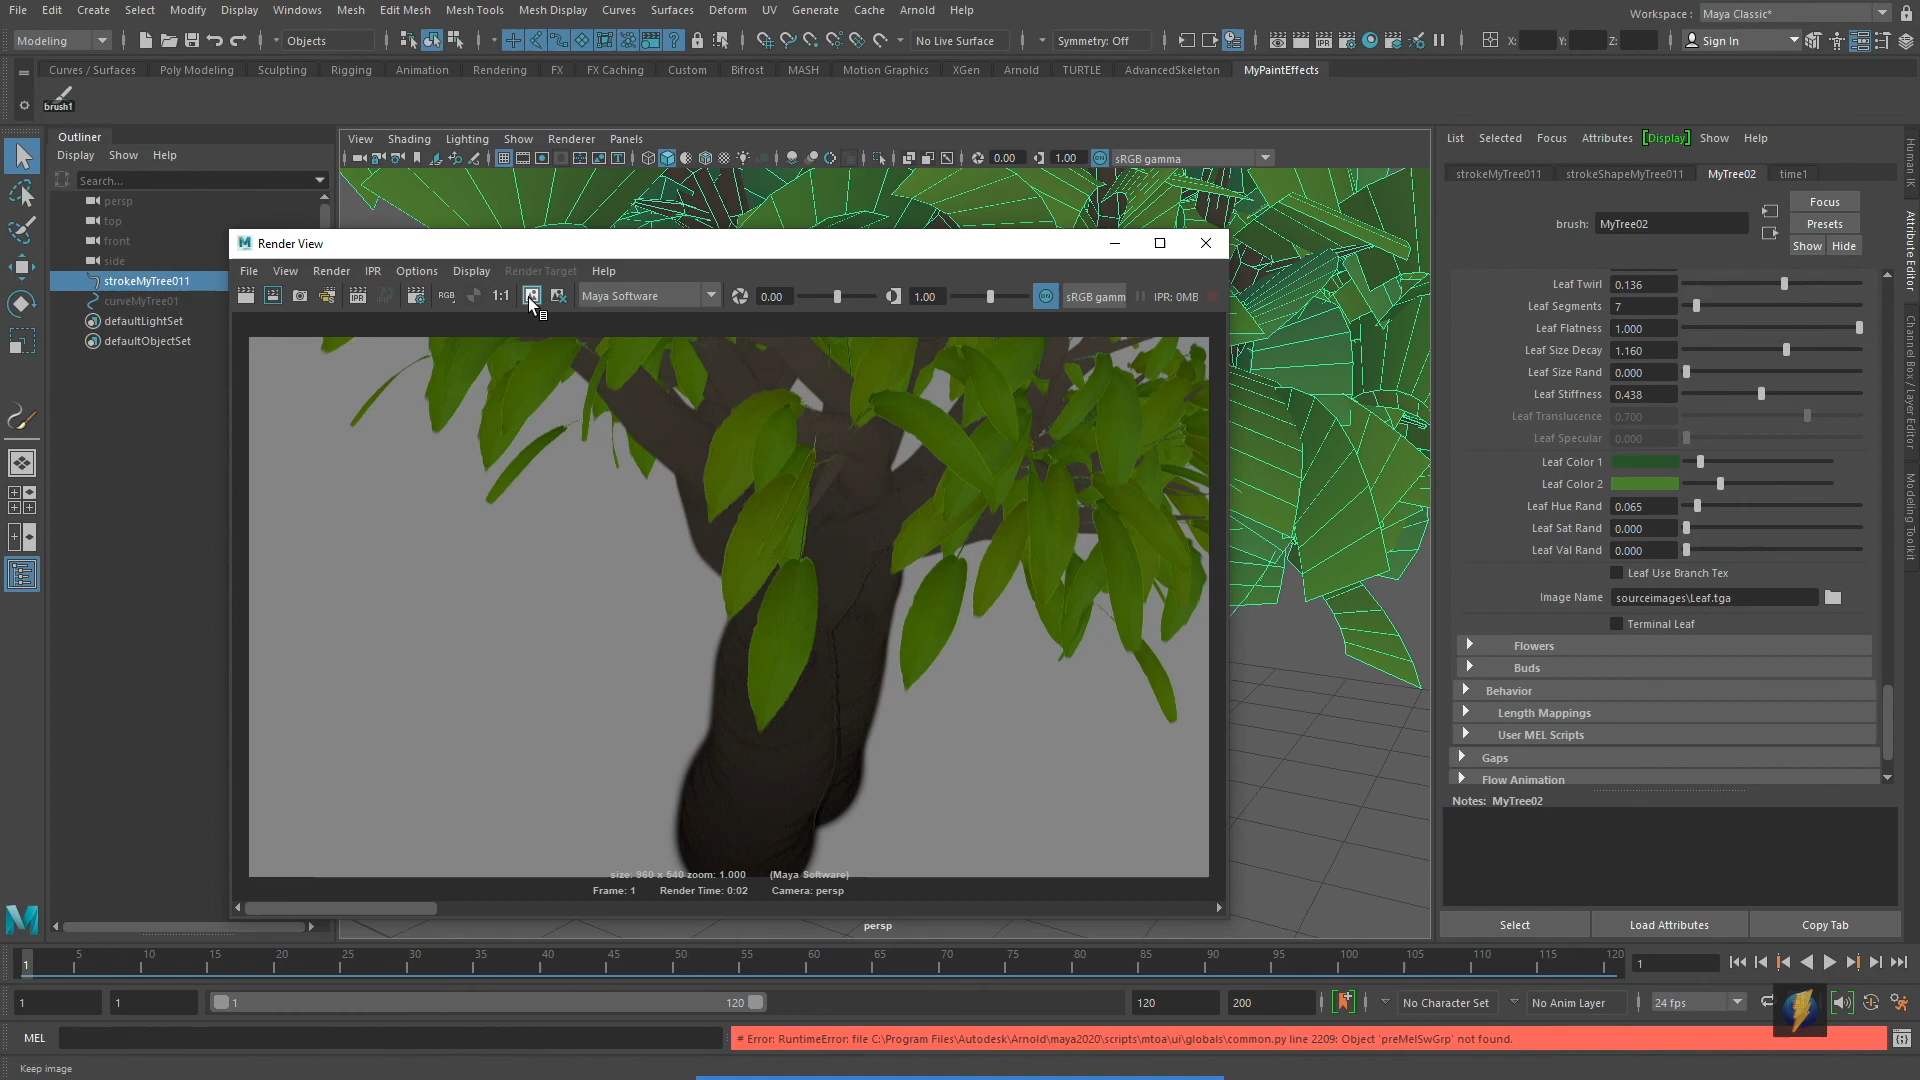 File Edit Create Select Modify Display Windows Mesh Edit Mesh Mesh Tools Mesh Display Curves Surfaces Deform UV Generate Cache Arnold Help
Workspace : Maya Classic*
Modeling Objects No Live Surface Symmetry: Off X: Y: Z: Sign In
Curves / Surfaces Poly Modeling Sculpting Rigging Animation Rendering FX FX Caching Custom Bifrost MASH Motion Graphics XGen Arnold TURTLE AdvancedSkeleton MyPaintEffects
brush1
Outliner
Display Show Help
Search...
persp
top
front
side
strokeMyTree011
curveMyTree01
defaultLightSet
defaultObjectSet
View Shading Lighting Show Renderer Panels
0.00 1.00 sRGB gamma
Render View
File View Render IPR Options Display Render Target Help
IPR RGB 1:1 Maya Software 0.00 1.00 sRGB gamm IPR: 0MB
size: 960 x 540 zoom: 1.000 (Maya Software)
Frame: 1 Render Time: 0:02 Camera: persp
persp
List Selected Focus Attributes Display Show Help
strokeMyTree011 strokeShapeMyTree011 MyTree02 time1
brush: MyTree02
Focus
Presets
Show Hide
Leaf Twirl 0.136
Leaf Segments 7
Leaf Flatness 1.000
Leaf Size Decay 1.160
Leaf Size Rand 0.000
Leaf Stiffness 0.438
Leaf Translucence 0.700
Leaf Specular 0.000
Leaf Color 1
Leaf Color 2
Leaf Hue Rand 0.065
Leaf Sat Rand 0.000
Leaf Val Rand 0.000
Leaf Use Branch Tex
Image Name sourceimages\Leaf.tga
Terminal Leaf
Flowers
Buds
Behavior
Length Mappings
User MEL Scripts
Gaps
Flow Animation
Notes: MyTree02
Select Load Attributes Copy Tab
Human IK
Attribute Editor
Channel Box / Layer Editor
Modeling Toolkit
1 5 10 15 20 25 30 35 40 45 50 55 60 65 70 75 80 85 90 95 100 105 110 115 120 1
1 1 1 120 120 200 No Character Set No Anim Layer 24 fps
MEL # Error: RuntimeError: file C:\Program Files\Autodesk\Arnold\maya2020\scripts\mtoa\ui\globals\common.py line 2209: Object 'preMelSwGrp' not found.
Keep image